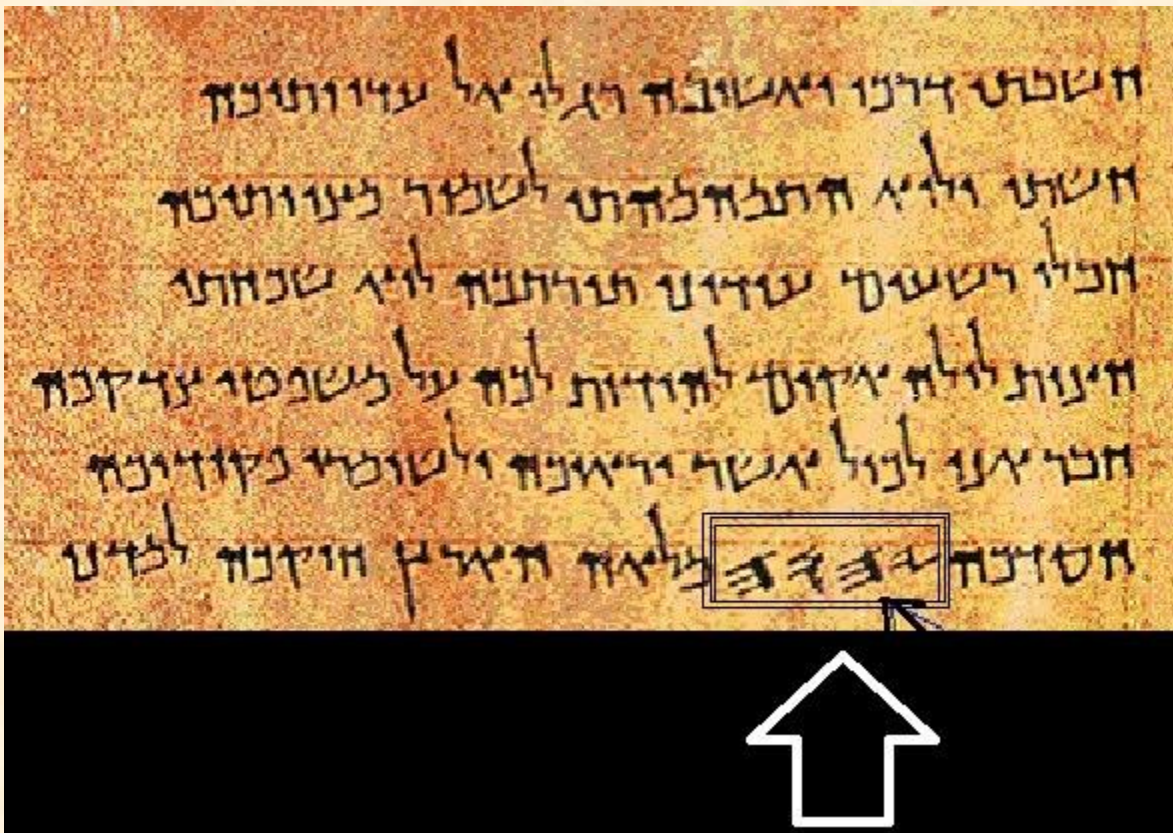 חשבתי דרכי ואשיבה רגלי אל עדוותיכה
חשתי ולוא התמהמהתי לשמור מצוותיכה
חבלי רשעים עודוני תורתכה לוא שכחתי
חצות לילה אקום להודות לכה על משפטי צדקכה
חבר אני לכול אשר יראוכה ולשומרי פקודיכה
חסדכה 𐤉𐤄𐤅𐤄 מלאה הארץ חוקיכה למדני